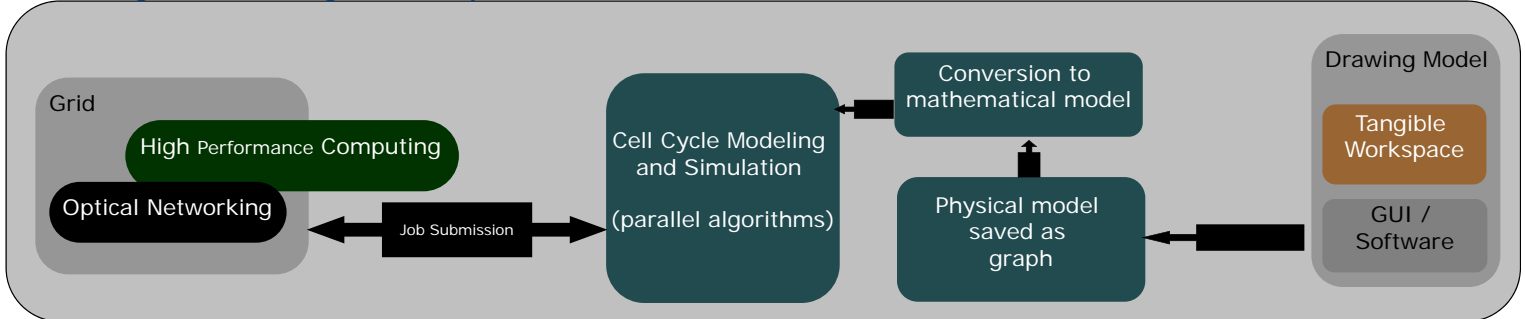 Grid
High Performance Computing
Optical Networking
Job Submission
Cell Cycle Modeling
and Simulation
(parallel algorithms)
Conversion to
mathematical model
Physical model
saved as
graph
Drawing Model
Tangible
Workspace
GUI /
Software